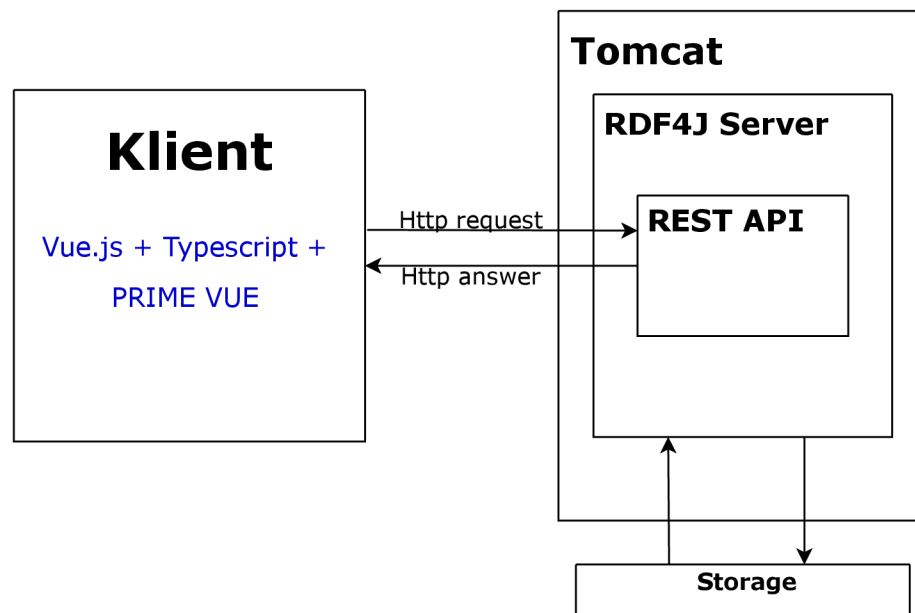 Tomcat
Klient
RDF4J Server
Vue.js + Typescript +
PRIME VUE
Http request
REST API
Http answer
Storage